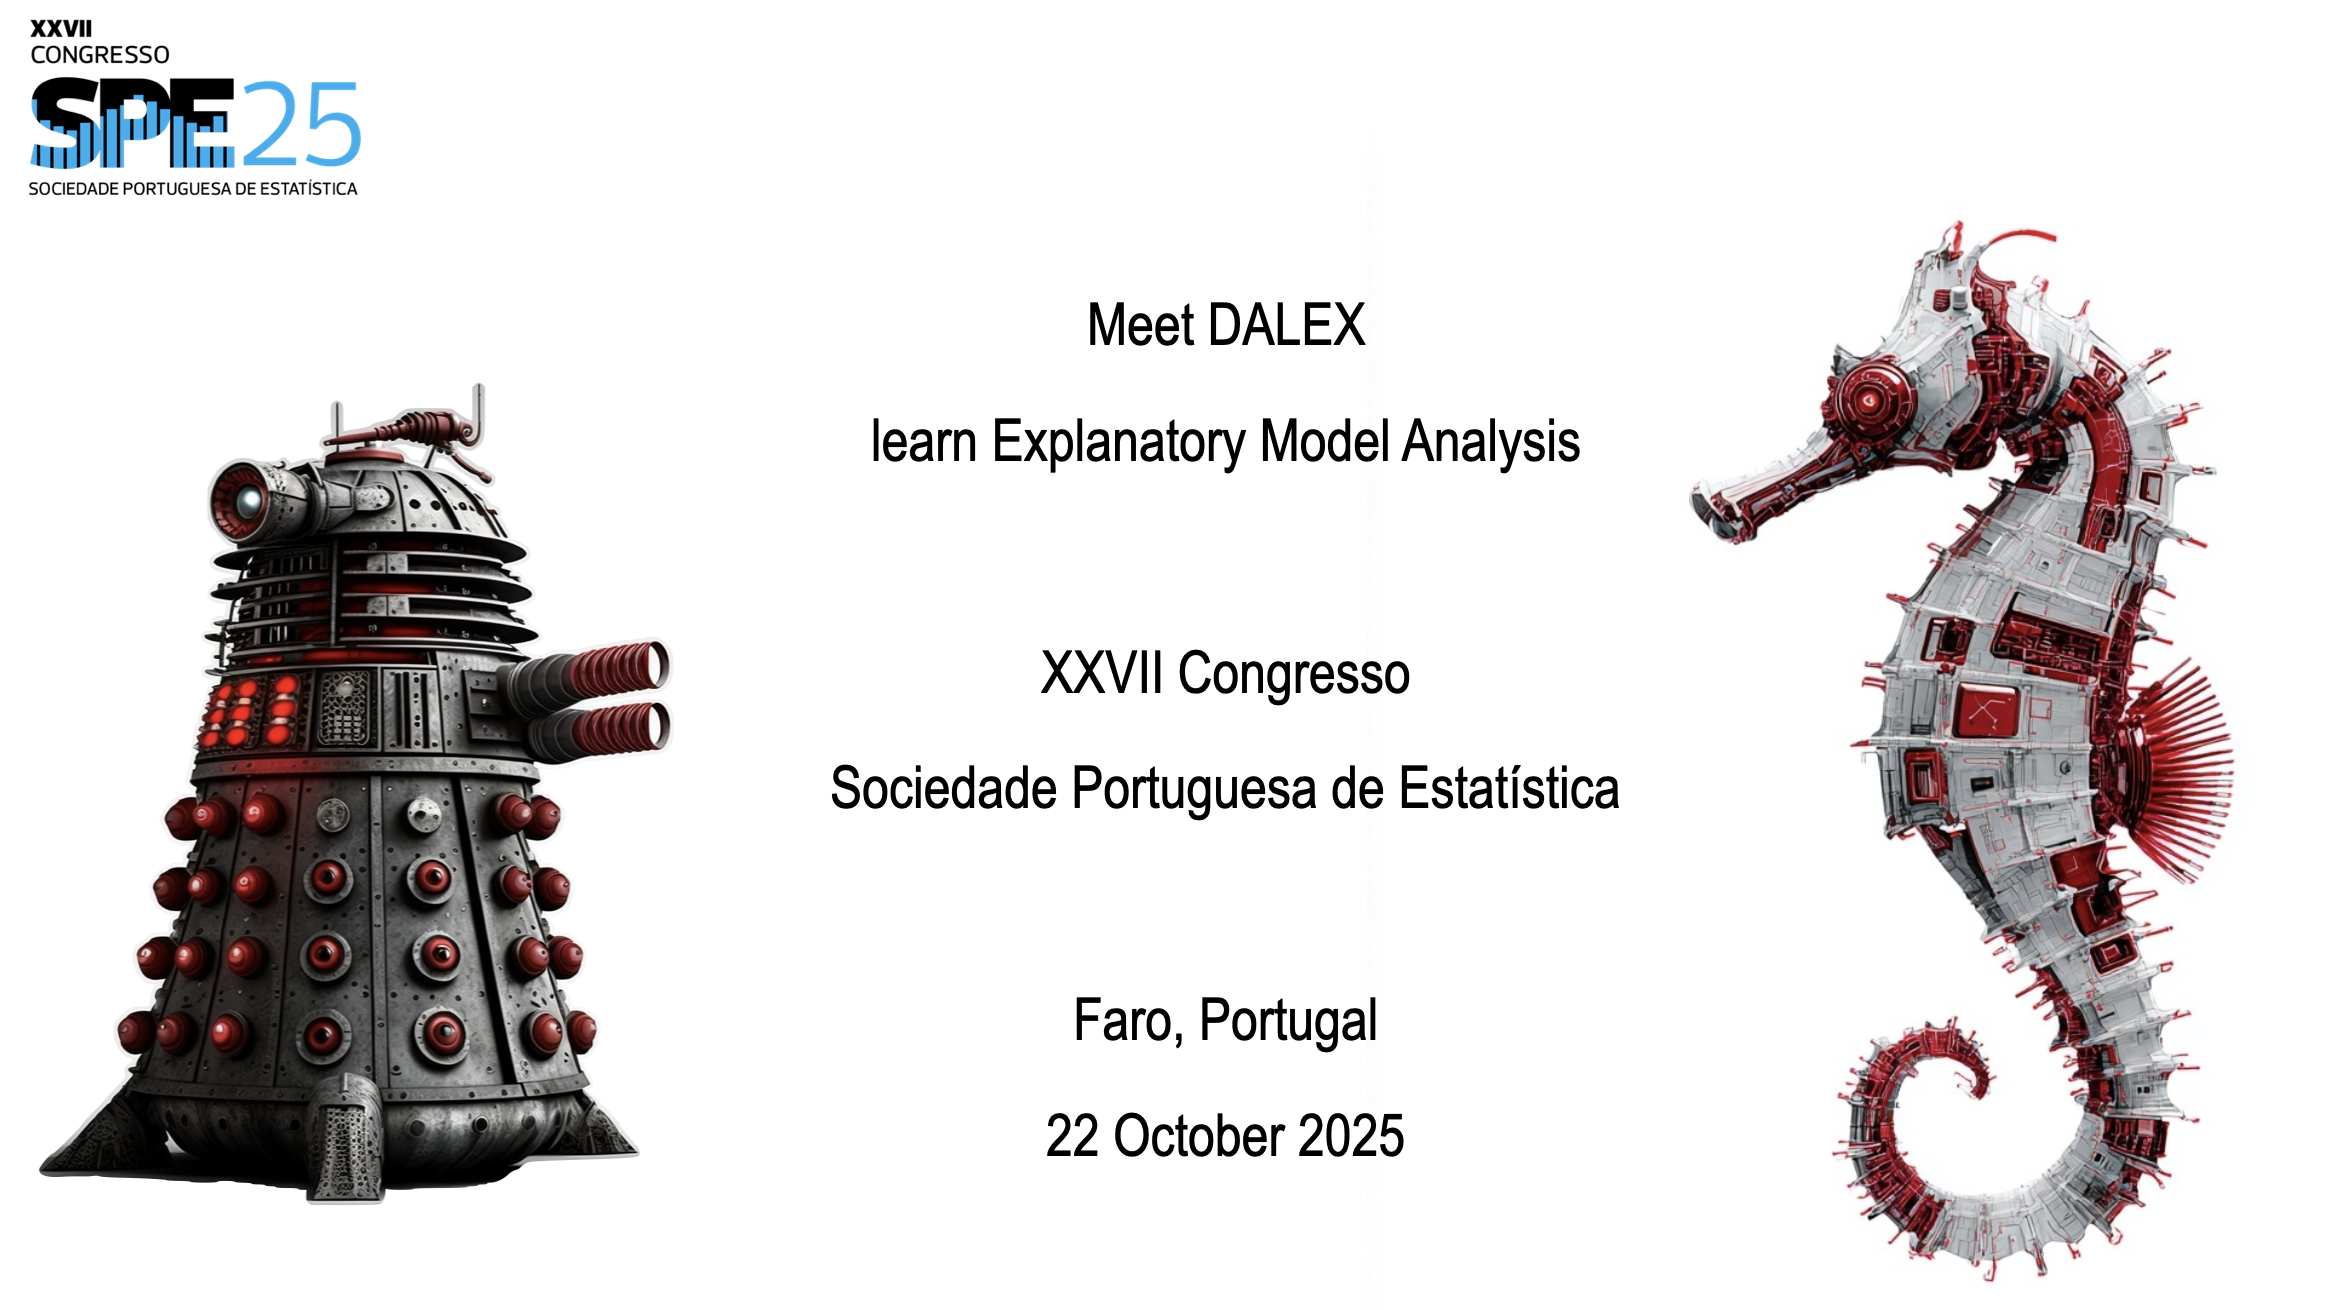 XXVII
CONGRESSO
SPE25
SOCIEDADE PORTUGUESA DE ESTATÍSTICA
Meet DALEX
learn Explanatory Model Analysis
XXVII Congresso
Sociedade Portuguesa de Estatística
Faro, Portugal
22 October 2025